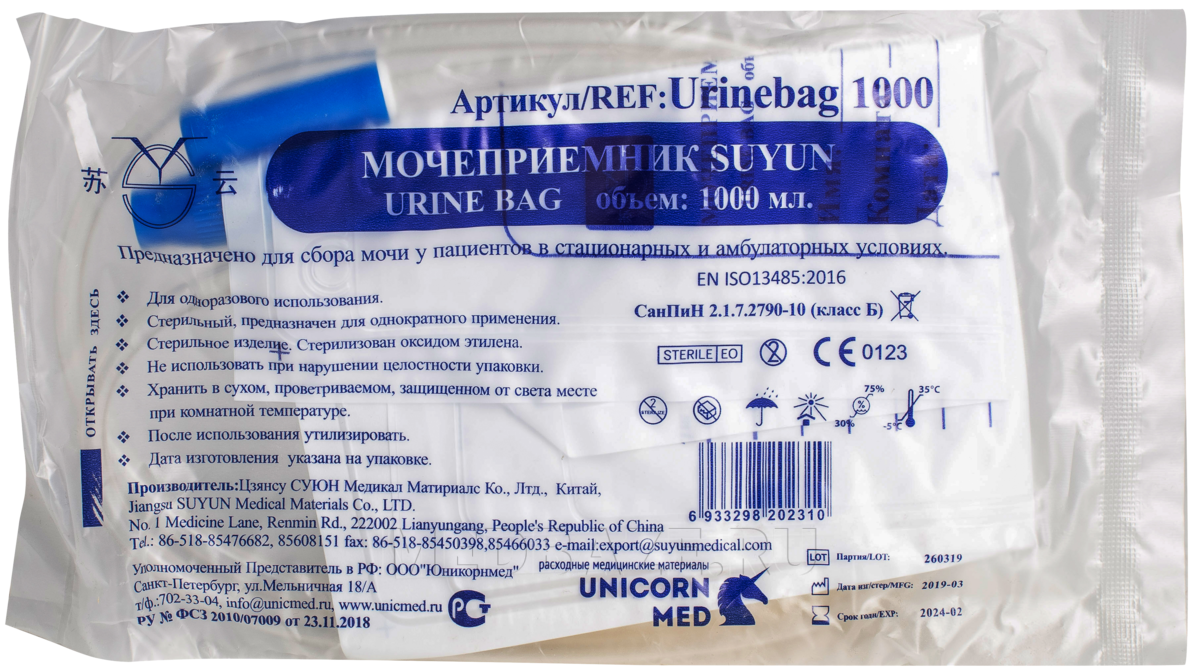 Артикул/REF:Urinebag 1000
МОЧЕПРИЕМНИК SUYUN
URINE BAG объем: 1000 мл.
苏 云
Предназначено для сбора мочи у пациентов в стационарных и амбулаторных условиях.
EN ISO13485:2016
СанПиН 2.1.7.2790-10 (класс Б)
STERILE EO
2
CE 0123
2
STERILIZE
30% % 75%
-5°C 35°C
ОТКРЫВАТЬ ЗДЕСЬ
❖ Для одноразового использования.
❖ Стерильный, предназначен для однократного применения.
❖ Стерильное изделие. Стерилизован оксидом этилена.
❖ Не использовать при нарушении целостности упаковки.
❖ Хранить в сухом, проветриваемом, защищенном от света месте
при комнатной температуре.
❖ После использования утилизировать.
❖ Дата изготовления указана на упаковке.
Производитель:Цзянсу СУЮН Медикал Матириалс Ко., Лтд., Китай,
Jiangsu SUYUN Medical Materials Co., LTD.
No. 1 Medicine Lane, Renmin Rd., 222002 Lianyungang, People's Republic of China
Tel.: 86-518-85476682, 85608151 fax: 86-518-85450398,85466033 e-mail:export@suyunmedical.com
6 933298 202310
Уполномоченный Представитель в РФ: ООО"Юникорнмед"
Санкт-Петербург, ул.Мельничная 18/А
т/ф.:702-33-04, info@unicmed.ru, www.unicmed.ru
РУ № ФСЗ 2010/07009 от 23.11.2018
РСТ
расходные медицинские материалы
UNICORN
MED
LOT Партия/LOT: 260319
Дата из/стер/MFG: 2019-03
Срок годн/EXP: 2024-02